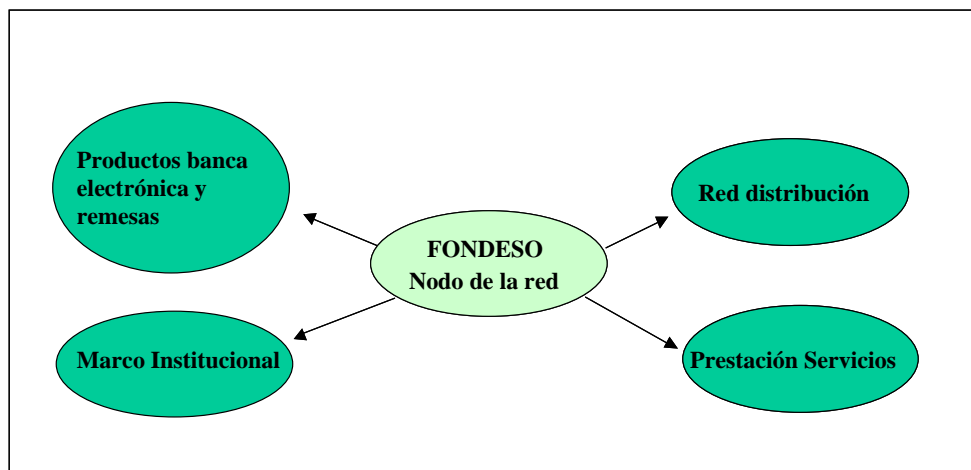 Productos banca
electrónica y
remesas
Red distribución
FONDESO
Nodo de la red
Marco Institucional
Prestación Servicios